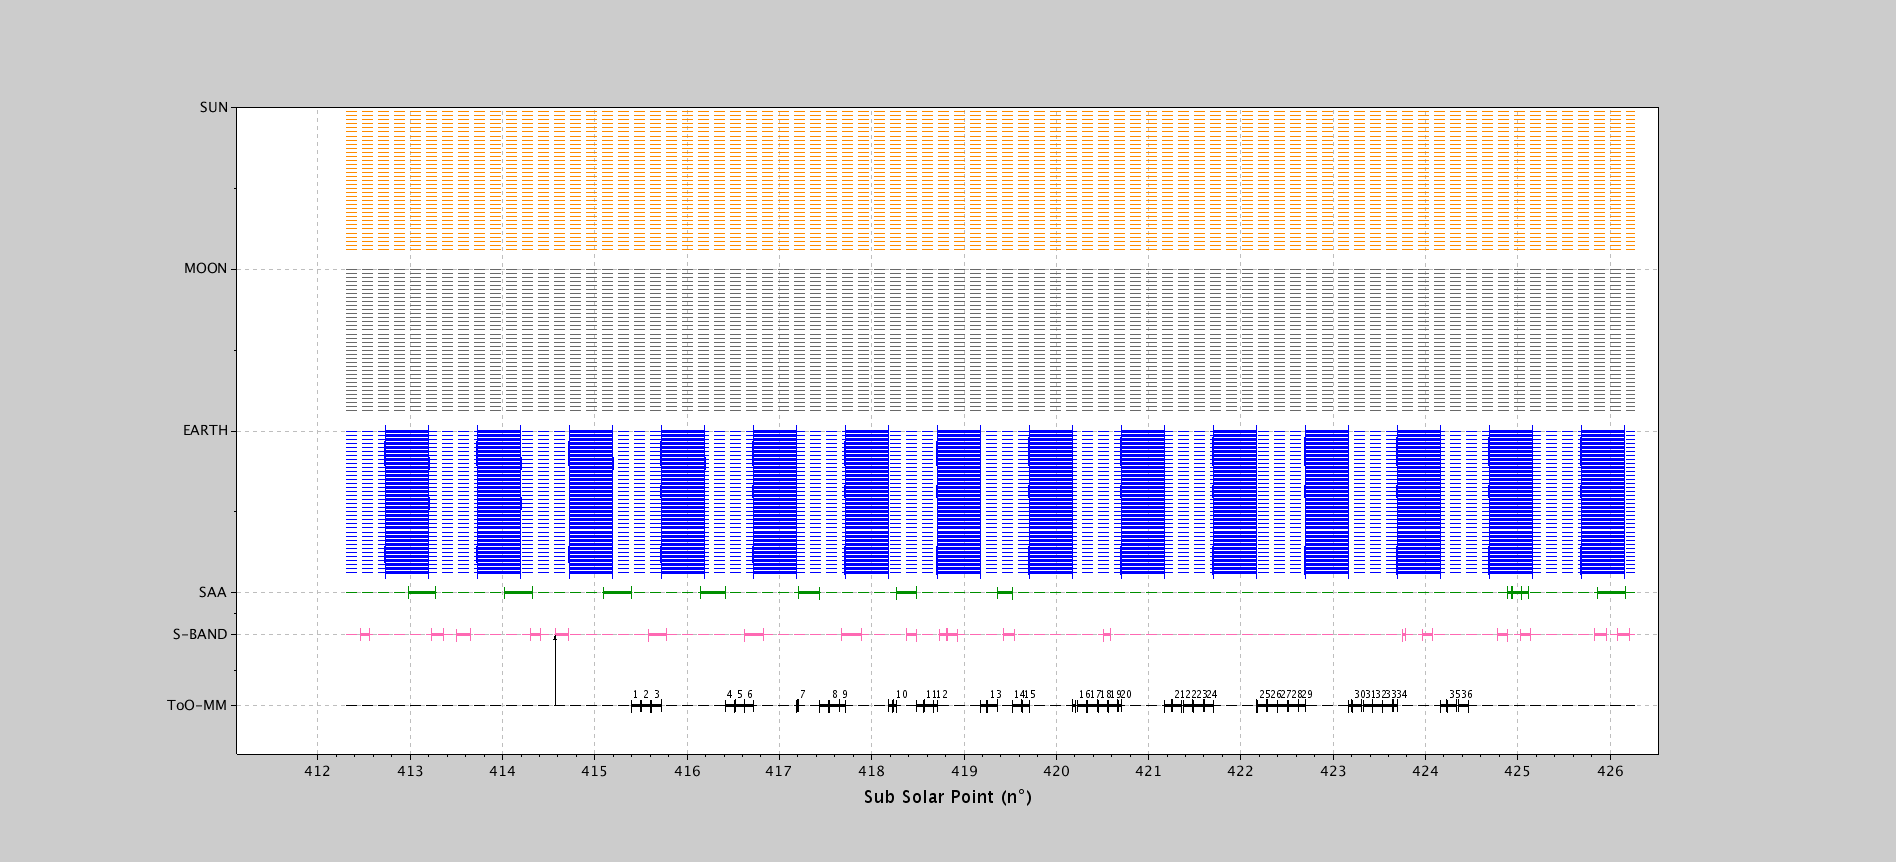 SUN
MOON
EARTH
SAA
S-BAND
1 2 3 4 5 6 7 8 9 10 11 12 13 14 15 16 17 18 19 20 21 22 23 24 25 26 27 28 29 30 31 32 33 34 35 36
ToO-MM
412 413 414 415 416 417 418 419 420 421 422 423 424 425 426
Sub Solar Point (n°)